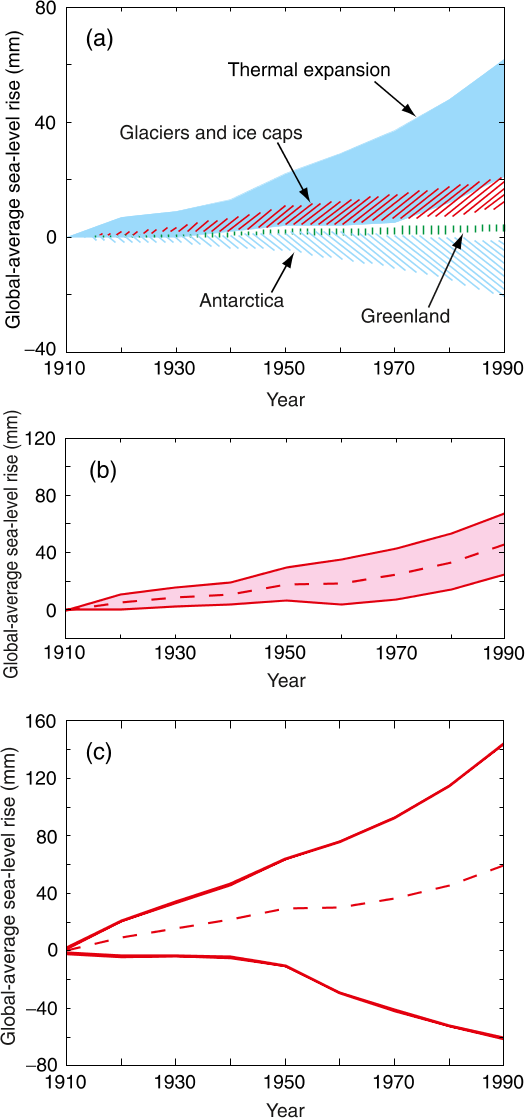 80
(a)
Thermal expansion
40
Glaciers and ice caps
0
Antarctica
Greenland
−40
1910 1930 1950 1970 1990
Year
Global-average sea-level rise (mm)
120
(b)
80
40
0
1910 1930 1950 1970 1990
Year
Global-average sea-level rise (mm)
160
(c)
120
80
40
0
−40
−80
1910 1930 1950 1970 1990
Year
Global-average sea-level rise (mm)